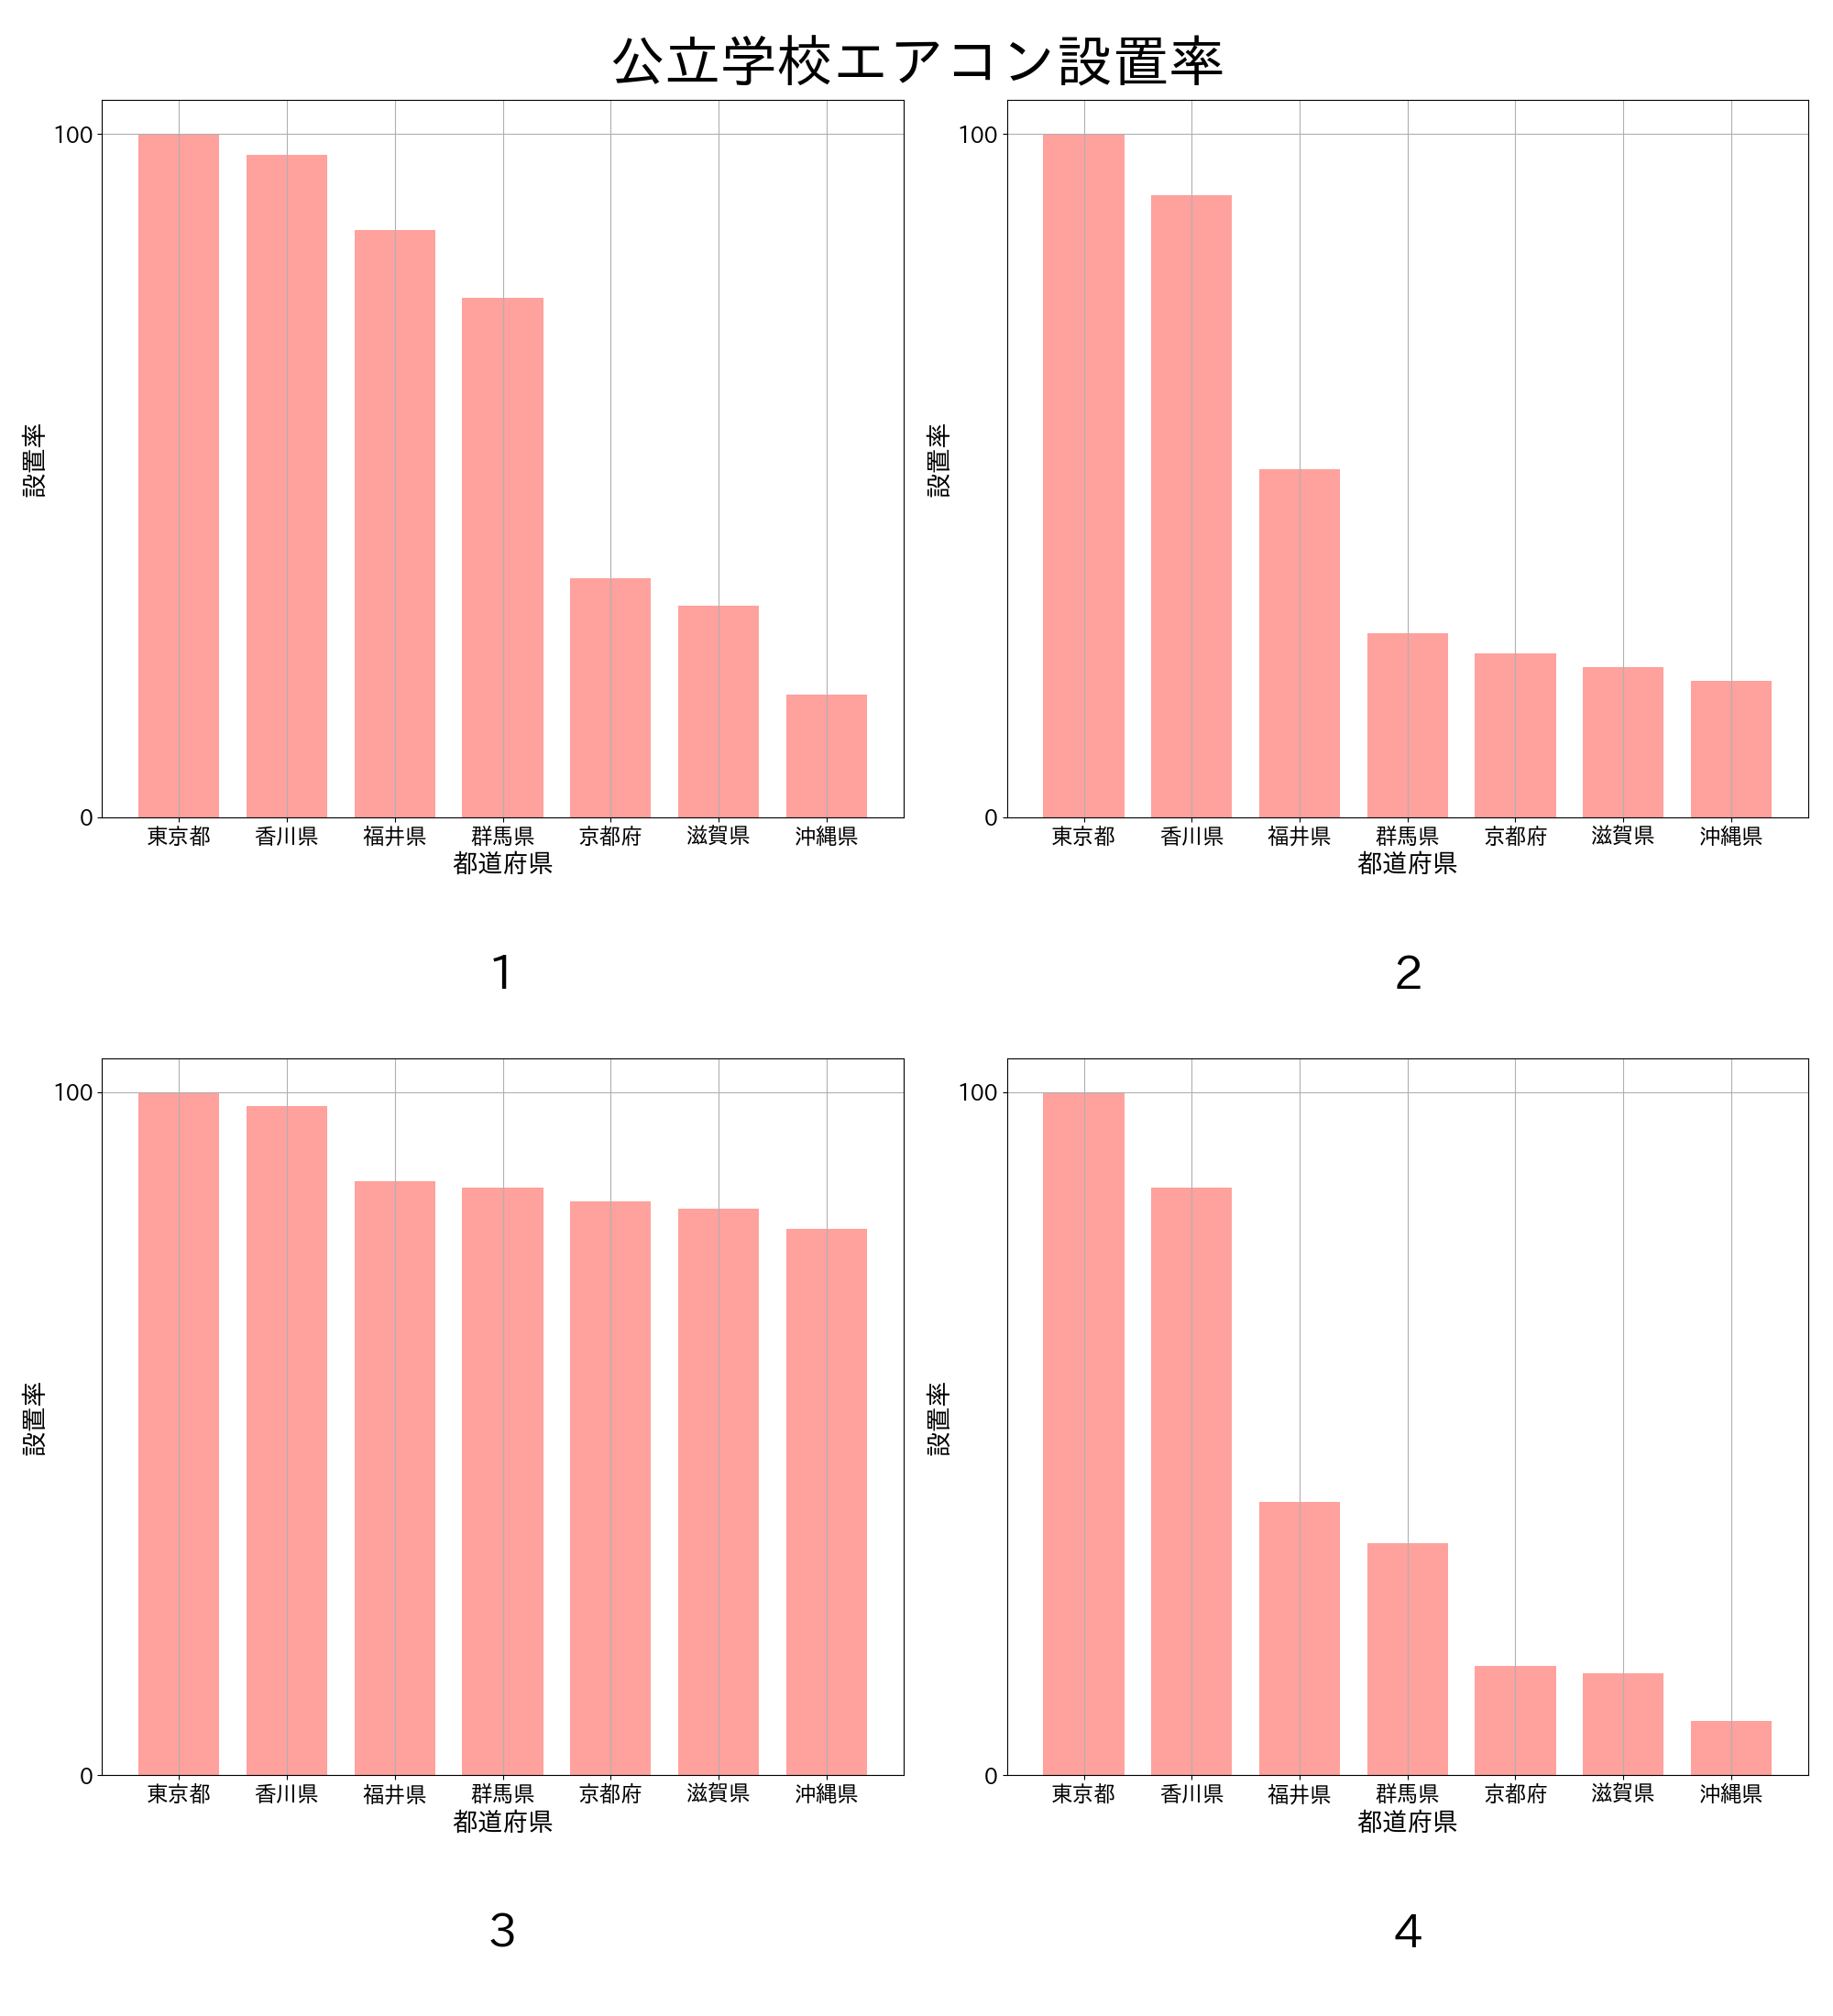 公立学校エアコン設置率
100
0
設置率
東京都 香川県 福井県 群馬県 京都府 滋賀県 沖縄県
都道府県
1
100
0
設置率
東京都 香川県 福井県 群馬県 京都府 滋賀県 沖縄県
都道府県
2
100
0
設置率
東京都 香川県 福井県 群馬県 京都府 滋賀県 沖縄県
都道府県
3
100
0
設置率
東京都 香川県 福井県 群馬県 京都府 滋賀県 沖縄県
都道府県
4